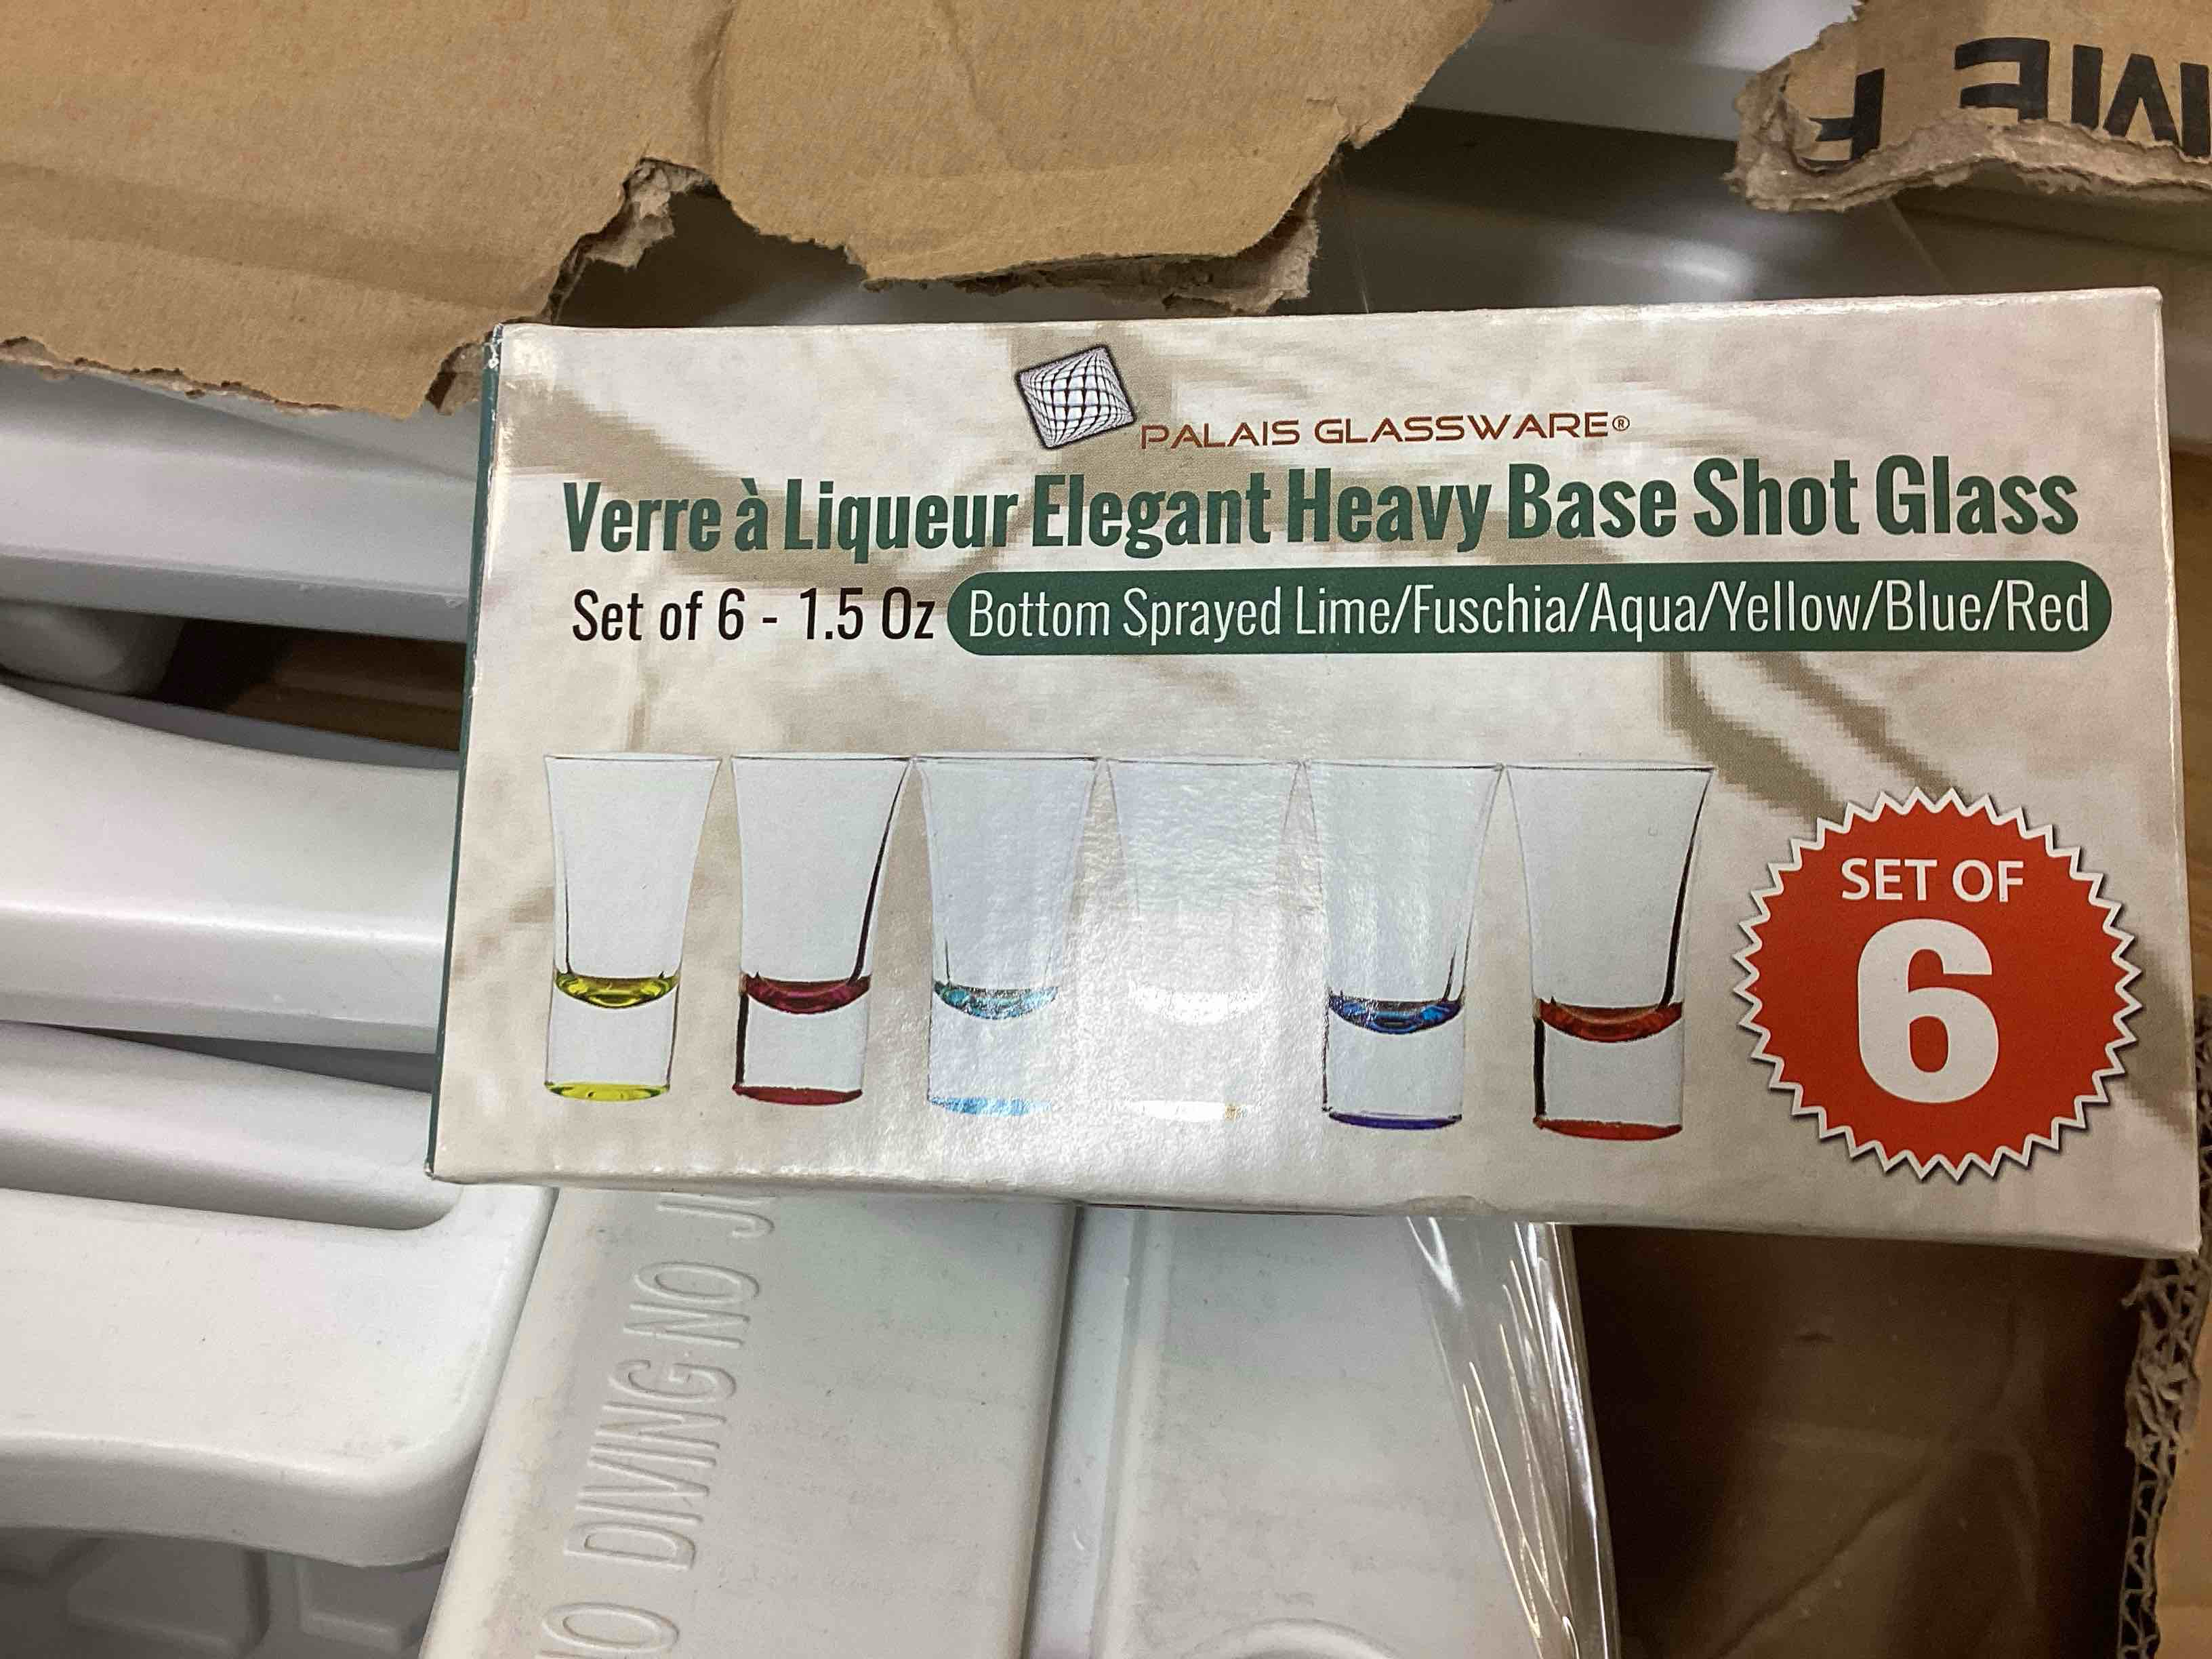 ME F
PALAIS GLASSWARE®
Verre à Liqueur Elegant Heavy Base Shot Glass
Set of 6 - 1.5 Oz Bottom Sprayed Lime/Fuschia/Aqua/Yellow/Blue/Red
SET OF
6
DIVING NO